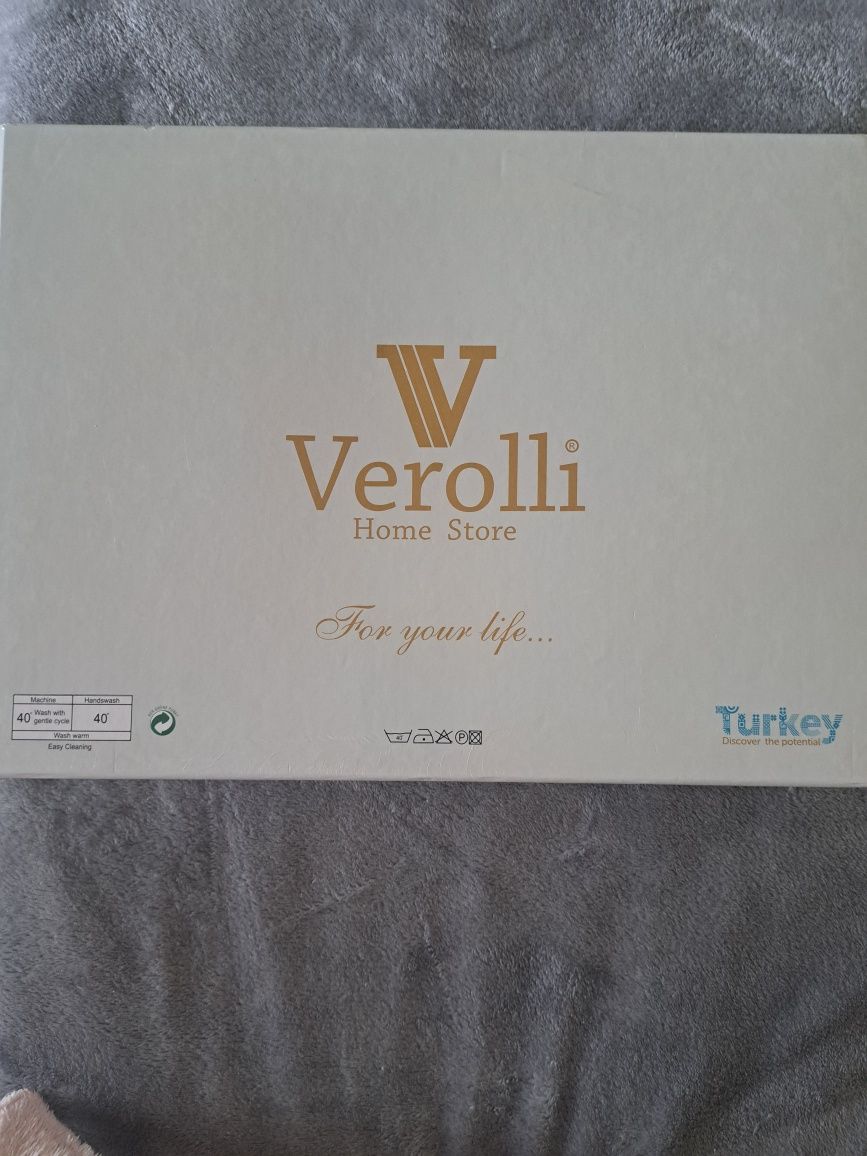 V
Verolli®
Home Store
For your life...
Machine Handswash
40° Wash with gentle cycle 40°
Wash warm
Easy Cleaning
40
P
Turkey
Discover the potential